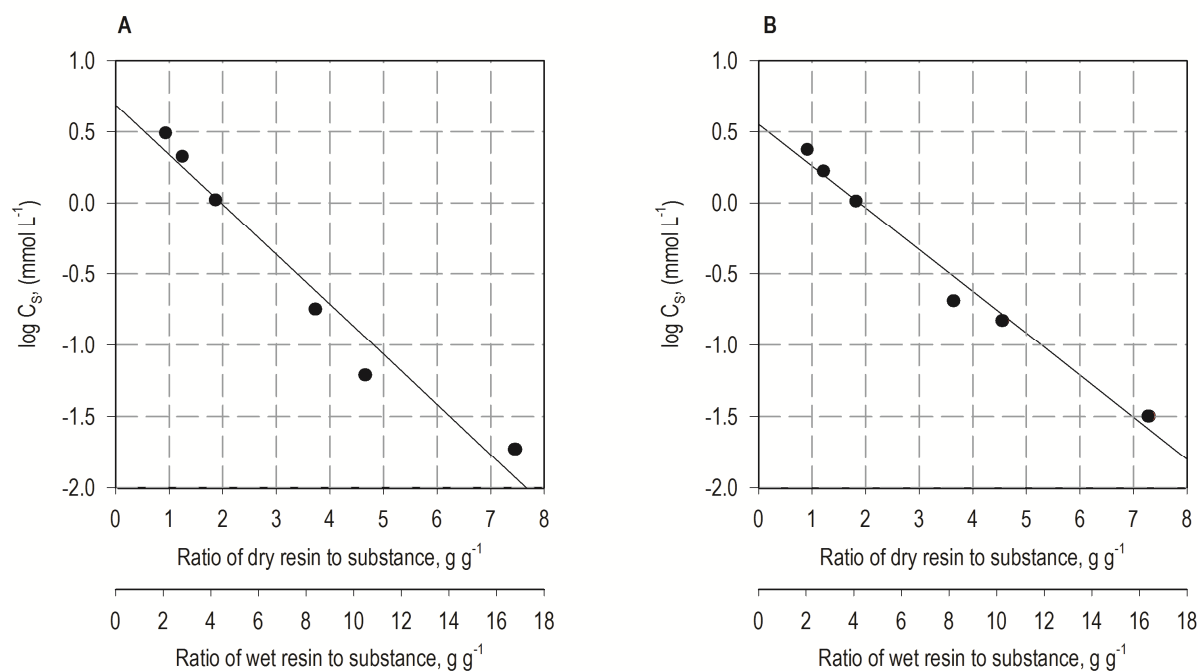 A
1.0
0.5
0.0
-0.5
-1.0
-1.5
-2.0
log C_S, (mmol L⁻¹)
0 1 2 3 4 5 6 7 8
Ratio of dry resin to substance, g g⁻¹
0 2 4 6 8 10 12 14 16 18
Ratio of wet resin to substance, g g⁻¹
B
1.0
0.5
0.0
-0.5
-1.0
-1.5
-2.0
log C_S, (mmol L⁻¹)
0 1 2 3 4 5 6 7 8
Ratio of dry resin to substance, g g⁻¹
0 2 4 6 8 10 12 14 16 18
Ratio of wet resin to substance, g g⁻¹